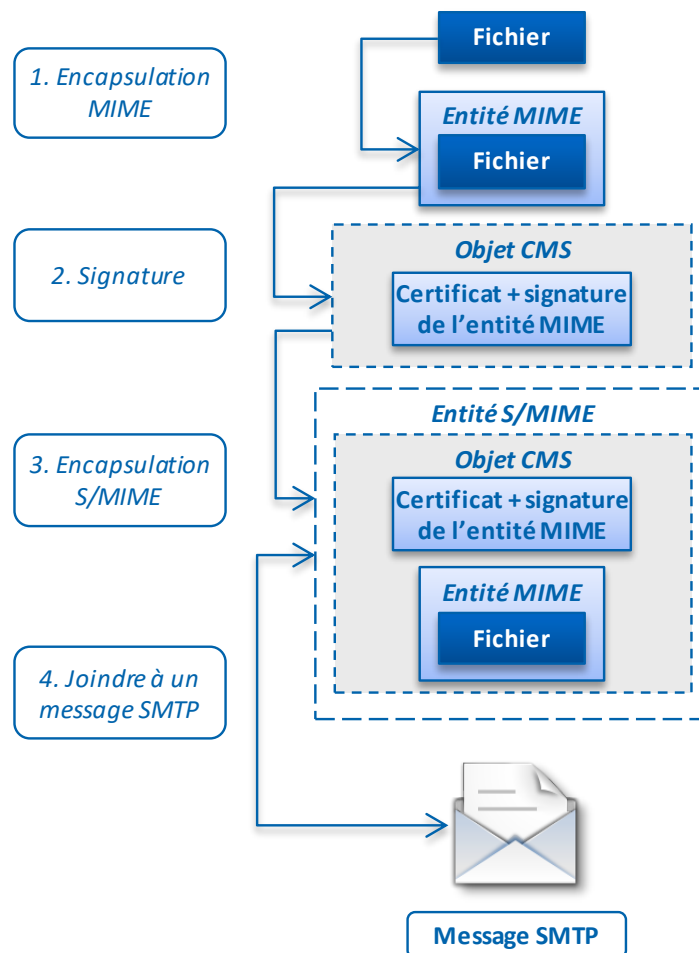 Fichier
1. Encapsulation
MIME
Entité MIME
Fichier
2. Signature
Objet CMS
Certificat + signature
de l'entité MIME
Entité S/MIME
3. Encapsulation
S/MIME
Objet CMS
Certificat + signature
de l'entité MIME
Entité MIME
Fichier
4. Joindre à un
message SMTP
Message SMTP